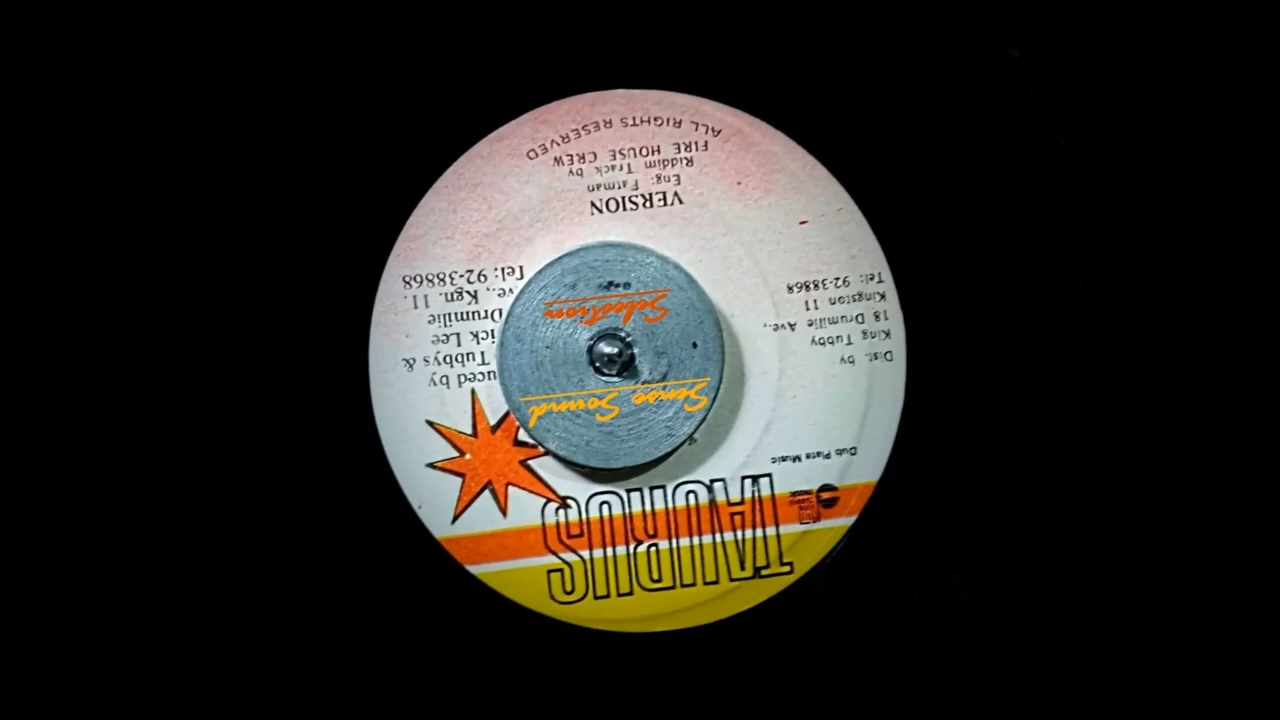 TAURUS
Dub Plate Music
Dist. by
King Tubby
18 Drumilie Ave.,
Kingston 11
Tel: 92-38868
uced by
Tubbys &
ick Lee
Drumilie
ve., Kgn. 11.
Tel: 92-38868
Senso Sound
Selection
VERSION
Eng: Fatman
Riddim Track by
FIRE HOUSE CREW
ALL RIGHTS RESERVED